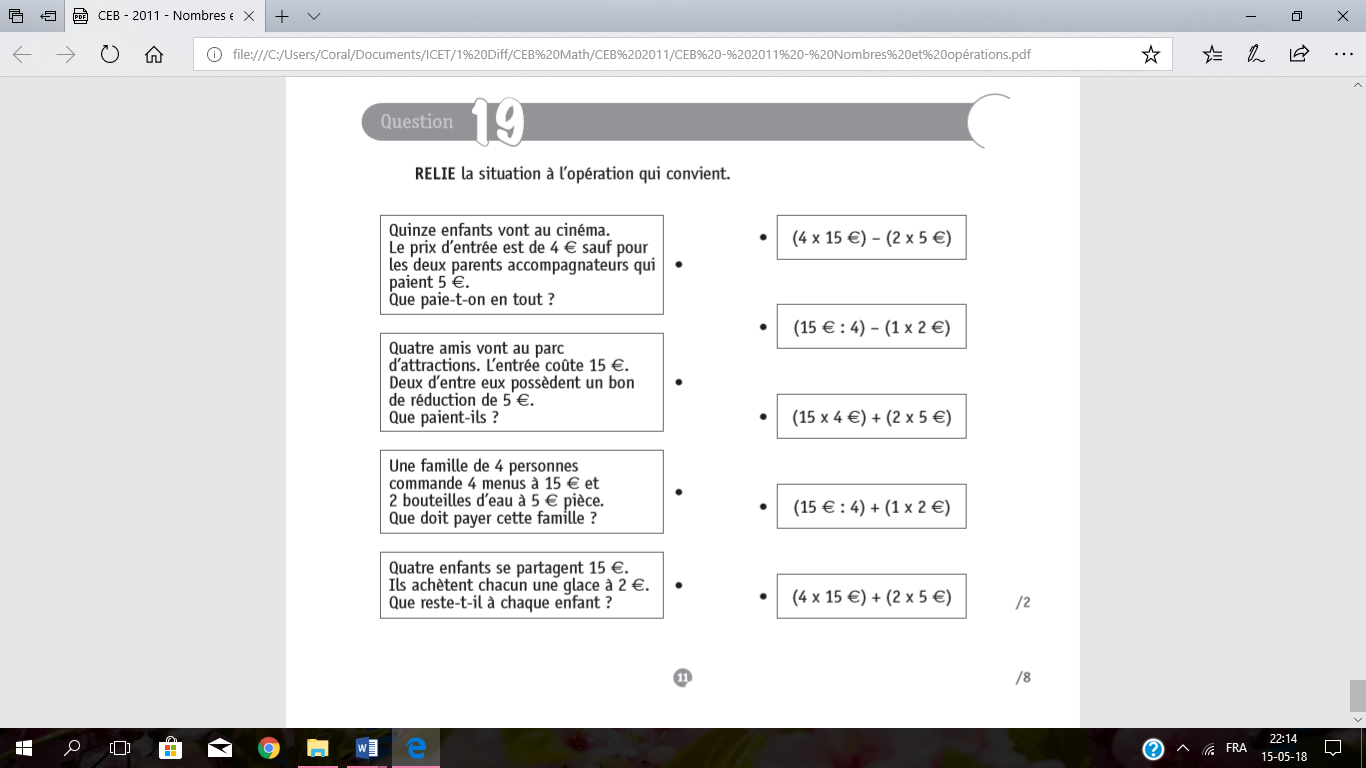 CEB - 2011 - Nombres e
file:///C:/Users/Coral/Documents/ICET/1%20Diff/CEB%20Math/CEB%202011/CEB%20-%202011%20-%20Nombres%20et%20opérations.pdf
Question 19
RELIE la situation à l'opération qui convient.
Quinze enfants vont au cinéma.
Le prix d'entrée est de 4 € sauf pour
les deux parents accompagnateurs qui
paient 5 €.
Que paie-t-on en tout ?
Quatre amis vont au parc
d'attractions. L'entrée coûte 15 €.
Deux d'entre eux possèdent un bon
de réduction de 5 €.
Que paient-ils ?
Une famille de 4 personnes
commande 4 menus à 15 € et
2 bouteilles d'eau à 5 € pièce.
Que doit payer cette famille ?
Quatre enfants se partagent 15 €.
Ils achètent chacun une glace à 2 €.
Que reste-t-il à chaque enfant ?
(4 x 15 €) – (2 x 5 €)
(15 € : 4) – (1 x 2 €)
(15 x 4 €) + (2 x 5 €)
(15 € : 4) + (1 x 2 €)
(4 x 15 €) + (2 x 5 €)
/2
11
/8
FRA
22:14
15-05-18